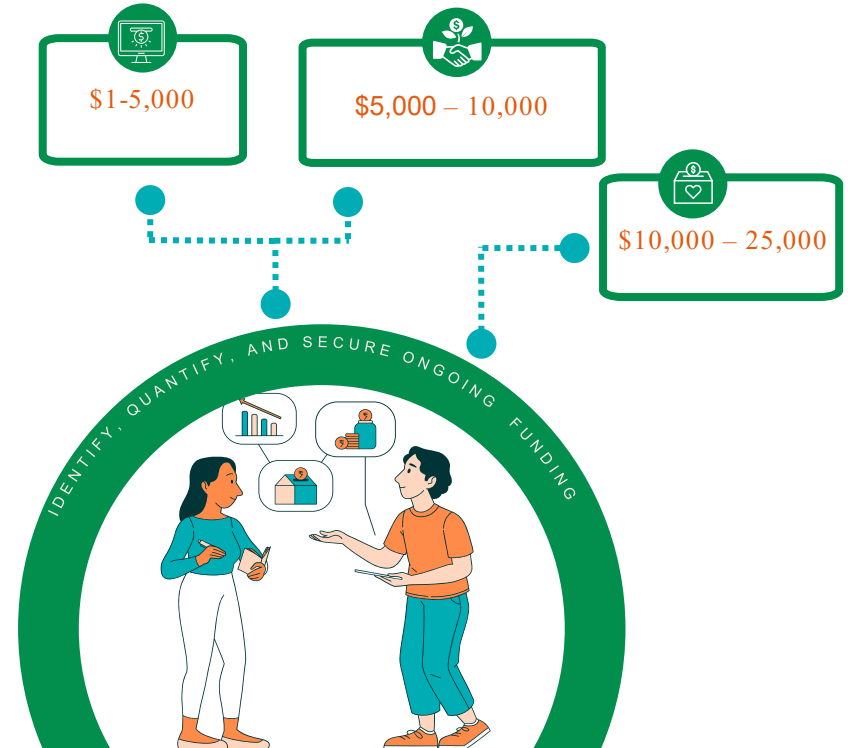 $1-5,000
$5,000 – 10,000
$10,000 – 25,000
IDENTIFY, QUANTIFY, AND SECURE ONGOING FUNDING